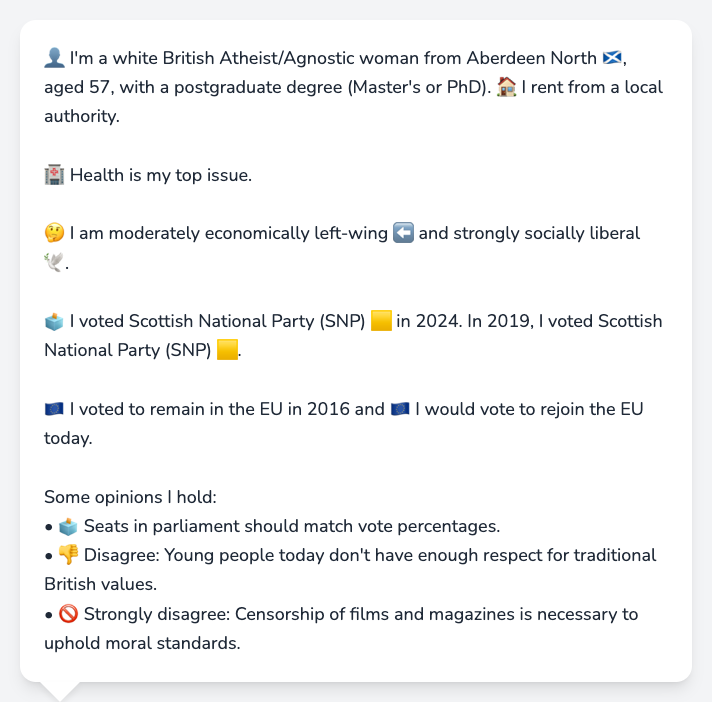 👤 I'm a white British Atheist/Agnostic woman from Aberdeen North 🏴󠁧󠁢󠁳󠁣󠁴󠁿,
aged 57, with a postgraduate degree (Master's or PhD). 🏠 I rent from a local
authority.
🏥 Health is my top issue.
🤔 I am moderately economically left-wing ⬅️ and strongly socially liberal
🕊️.
🗳️ I voted Scottish National Party (SNP) 🟨 in 2024. In 2019, I voted Scottish
National Party (SNP) 🟨.
🇪🇺 I voted to remain in the EU in 2016 and 🇪🇺 I would vote to rejoin the EU
today.
Some opinions I hold:
• 🗳️ Seats in parliament should match vote percentages.
• 👎 Disagree: Young people today don't have enough respect for traditional
British values.
• 🚫 Strongly disagree: Censorship of films and magazines is necessary to
uphold moral standards.